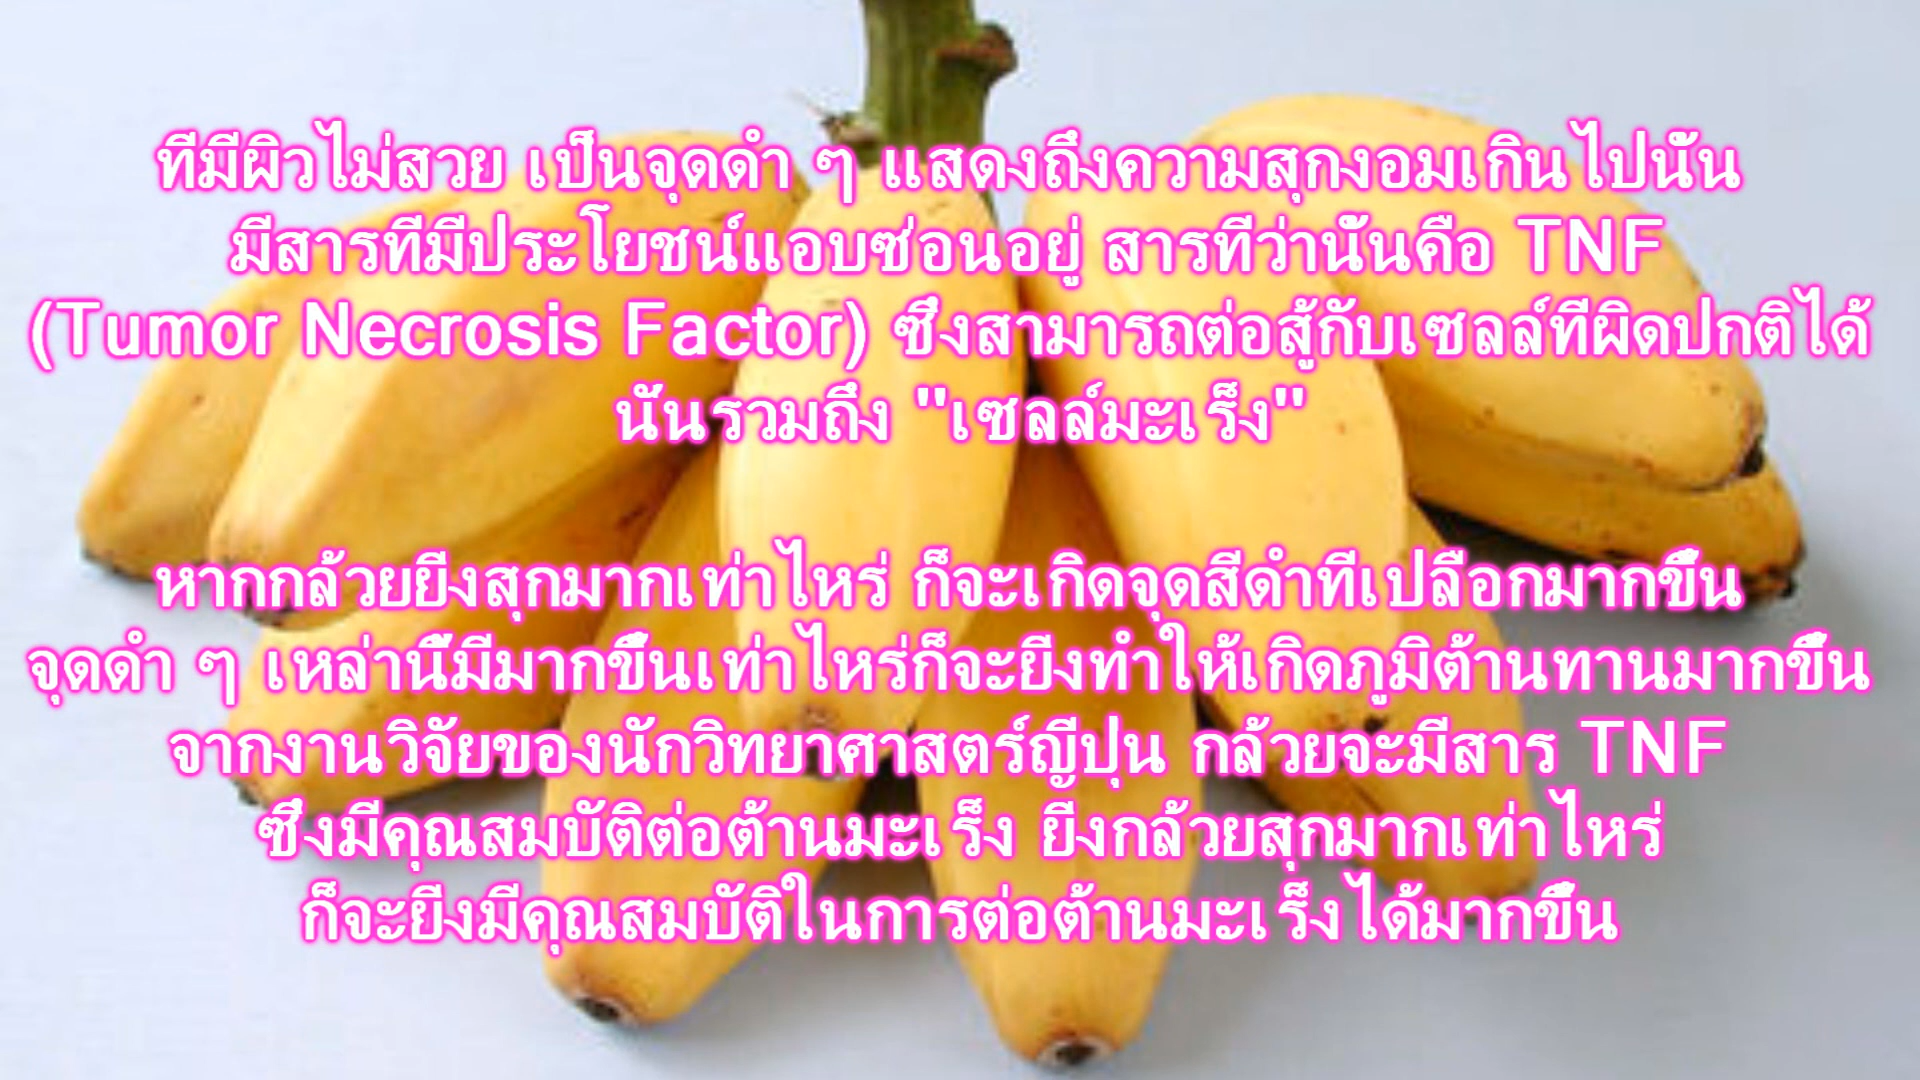 ที่มีผิวไม่สวย เป็นจุดดำ ๆ แสดงถึงความสุกงอมเกินไปนั้น
มีสารที่มีประโยชน์แอบซ่อนอยู่ สารที่ว่านั้นคือ TNF
(Tumor Necrosis Factor) ซึ่งสามารถต่อสู้กับเซลล์ที่ผิดปกติได้
นั่นรวมถึง "เซลล์มะเร็ง"
หากกล้วยยิ่งสุกมากเท่าไหร่ ก็จะเกิดจุดสีดำที่เปลือกมากขึ้น
จุดดำ ๆ เหล่านี้มีมากขึ้นเท่าไหร่ก็จะยิ่งทำให้เกิดภูมิต้านทานมากขึ้น
จากงานวิจัยของนักวิทยาศาสตร์ญี่ปุ่น กล้วยจะมีสาร TNF
ซึ่งมีคุณสมบัติต่อต้านมะเร็ง ยิ่งกล้วยสุกมากเท่าไหร่
ก็จะยิ่งมีคุณสมบัติในการต่อต้านมะเร็งได้มากขึ้น